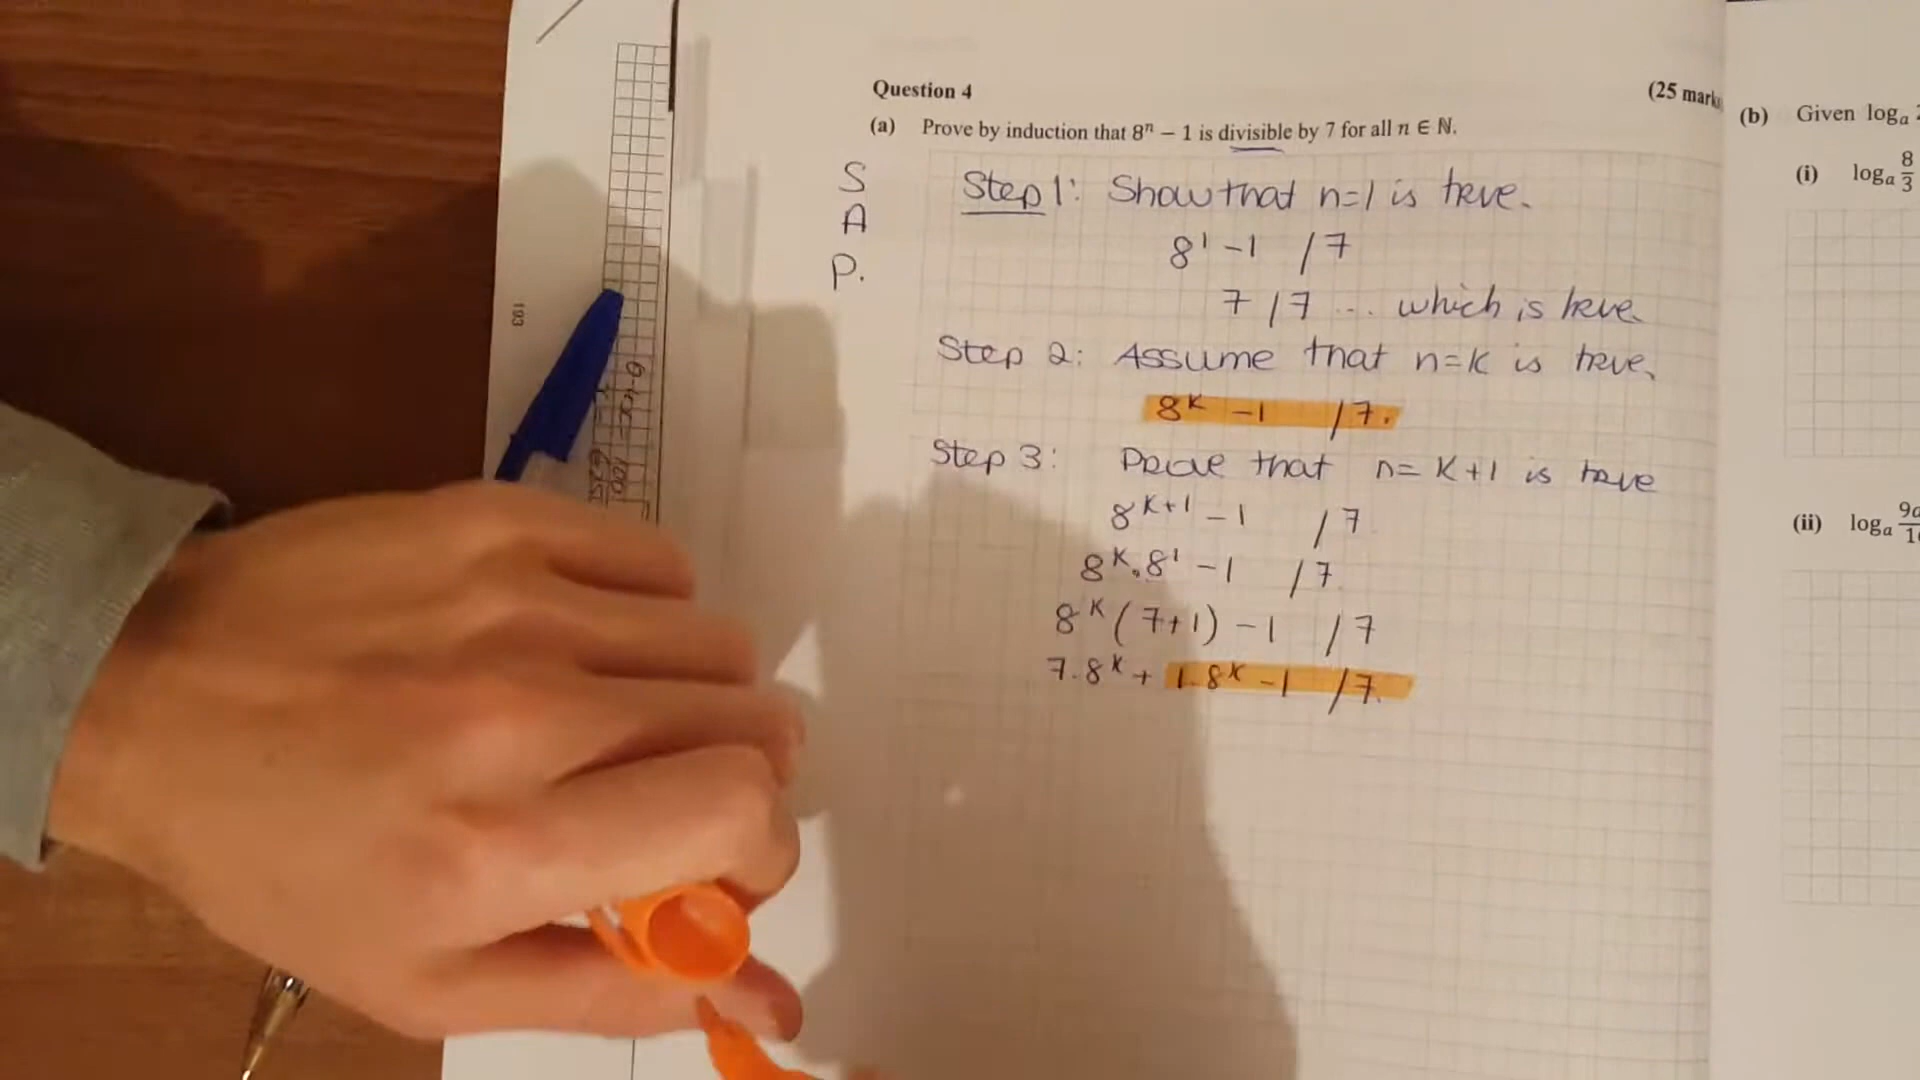 Question 4
(25 mark
(a) Prove by induction that 8ⁿ − 1 is divisible by 7 for all n ∈ ℕ.
S
A
P.
Step 1: Show that n=1 is true.
8¹ -1 /7
7 /7 ... which is true.
Step 2: Assume that n=K is true.
8ᴷ -1 /7.
Step 3: Prove that n= K+1 is true
8ᴷ⁺¹ -1 /7
8ᴷ.8¹ -1 /7
8ᴷ(7+1) -1 /7
7.8ᴷ + 1.8ᴷ -1 /7.
193
(b) Given logₐ
(i) logₐ 8/3
(ii) logₐ